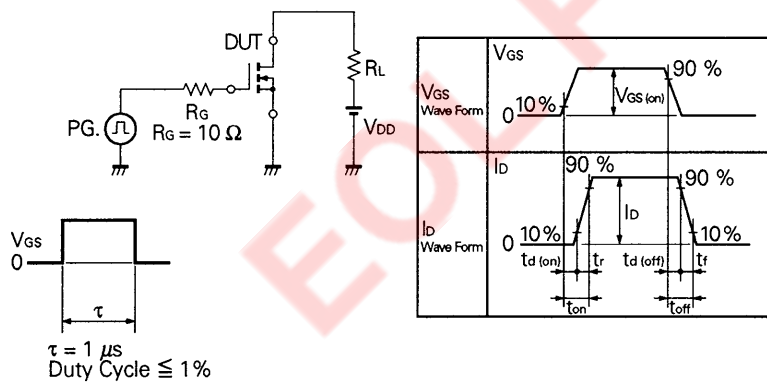 DUT
RL
RG
RG = 10 Ω
PG.
VDD
VGS
0
τ
τ = 1 μs
Duty Cycle ≦ 1%
VGS
Wave Form
VGS
10 %
90 %
VGS (on)
0
ID
Wave Form
ID
90 %
90 %
ID
0
10 %
10 %
td (on)
tr
td (off)
tf
ton
toff
EOL P